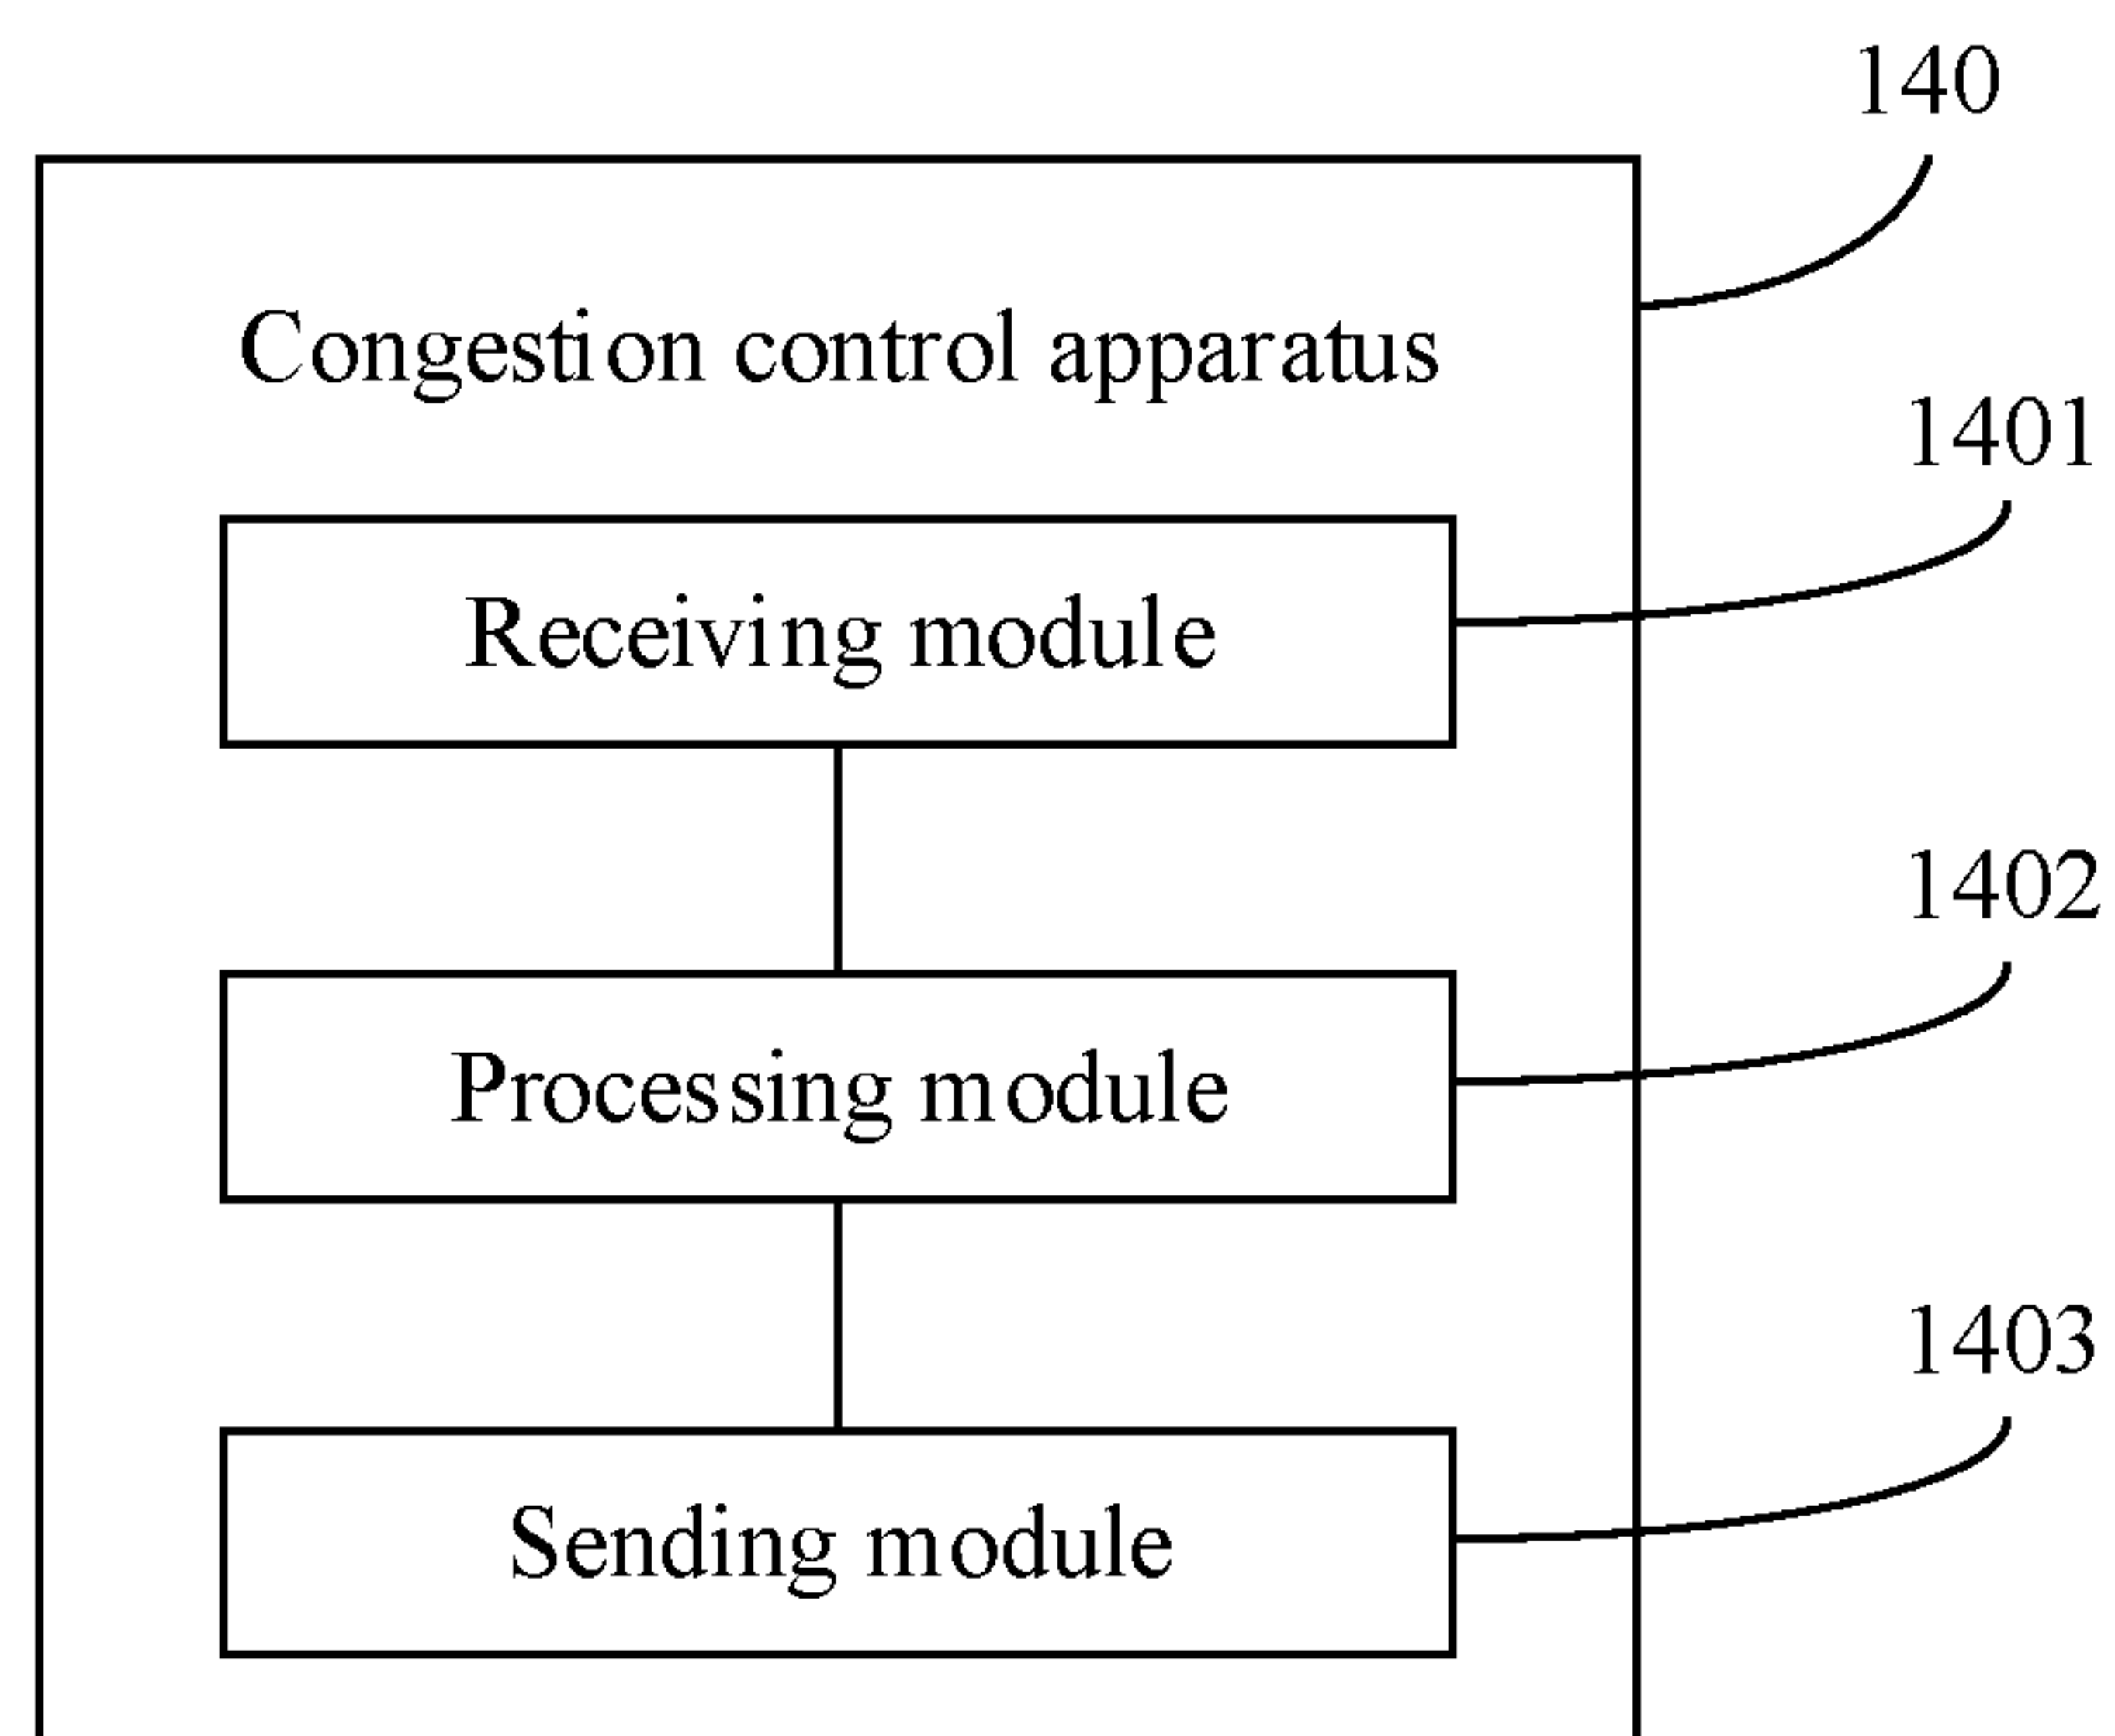 140
Congestion control apparatus
1401
Receiving module
1402
Processing module
1403
Sending module